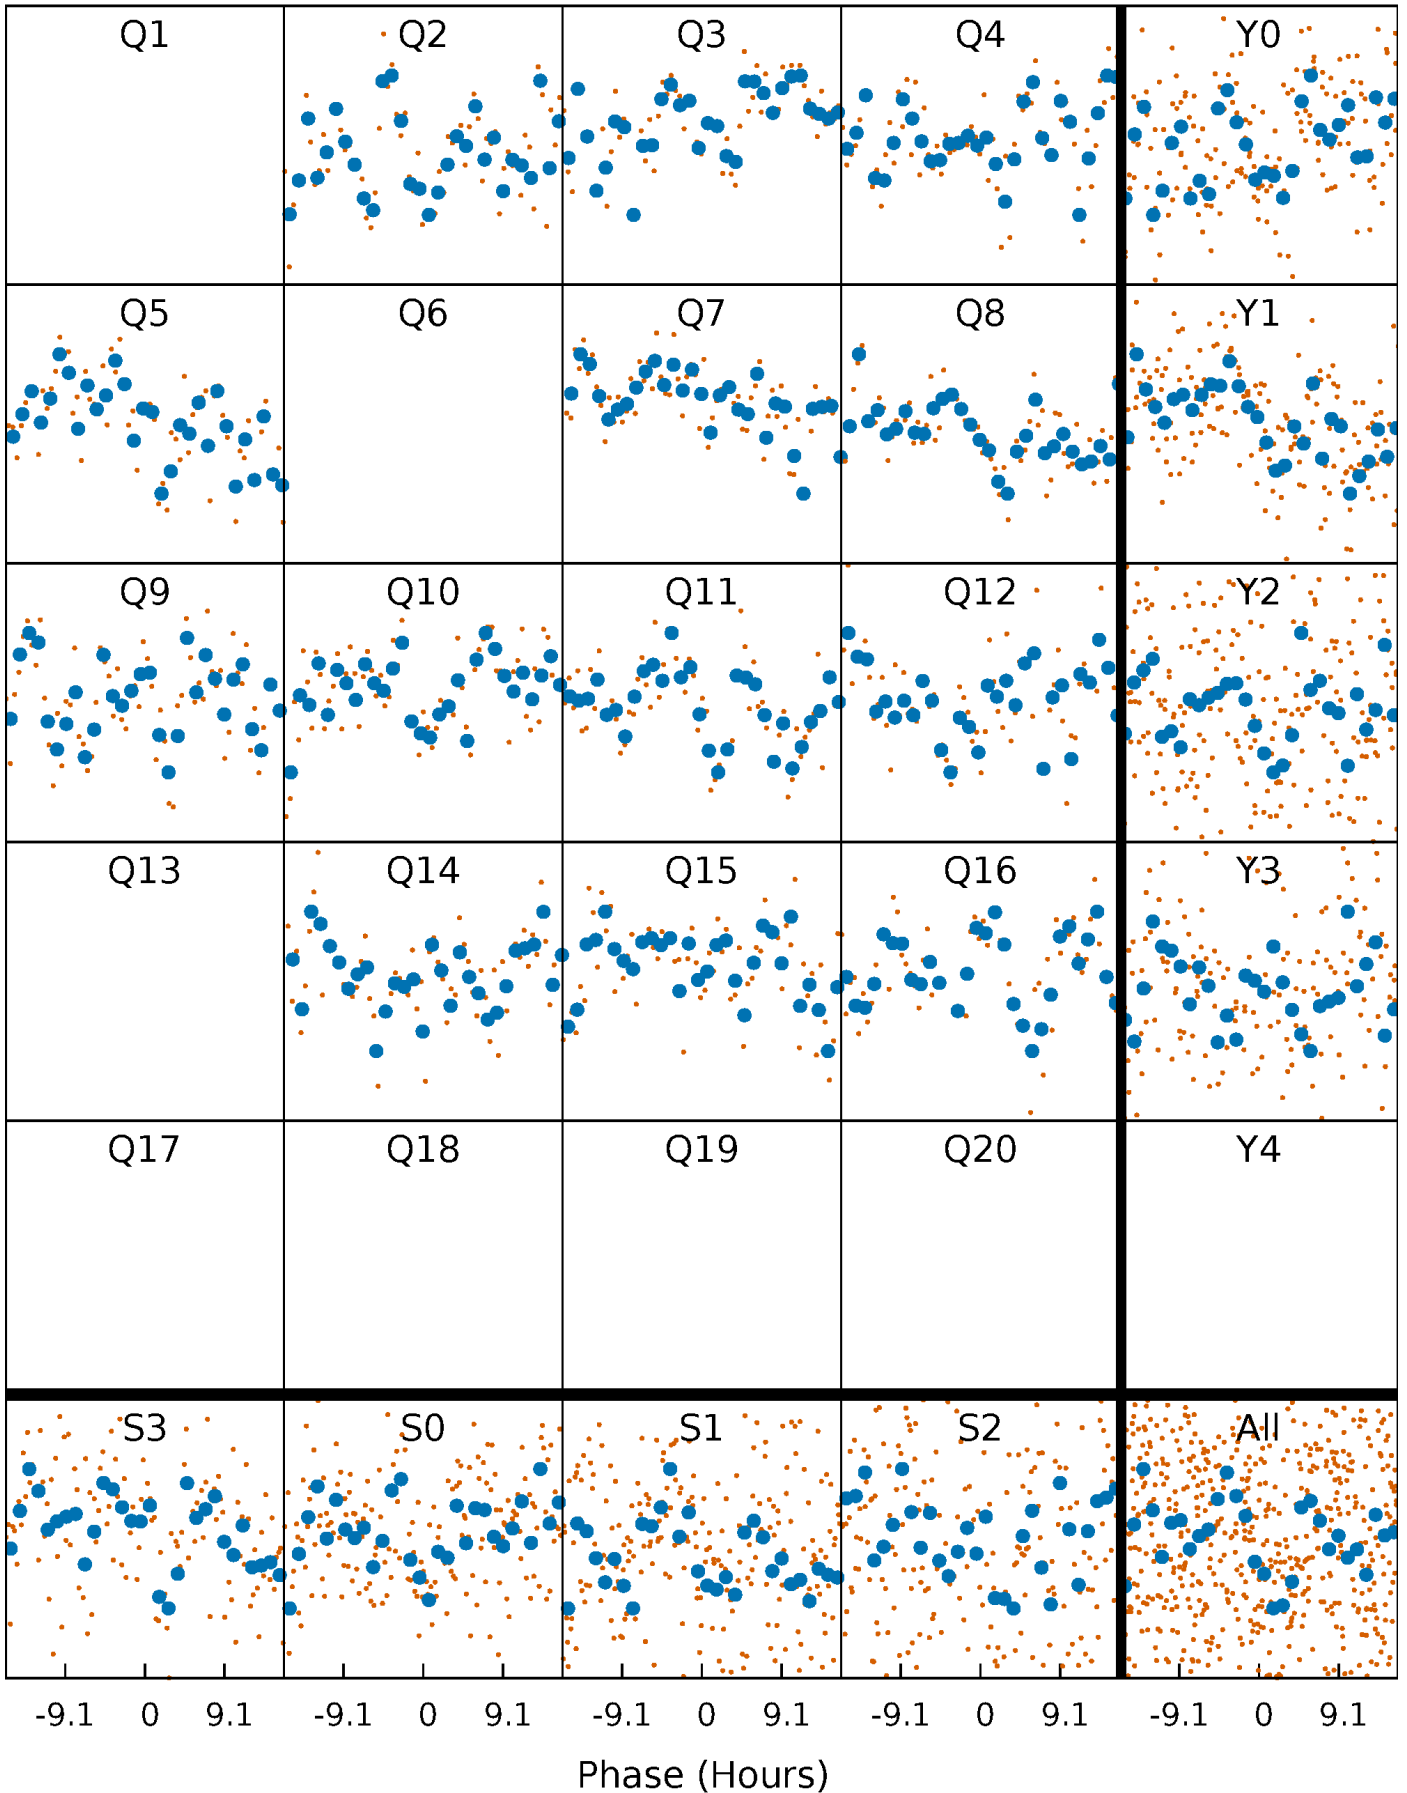 Q1 Q2 Q3 Q4 Y0
Q5 Q6 Q7 Q8 Y1
Q9 Q10 Q11 Q12 Y2
Q13 Q14 Q15 Q16 Y3
Q17 Q18 Q19 Q20 Y4
S3 S0 S1 S2 All
-9.1 0 9.1 -9.1 0 9.1 -9.1 0 9.1 -9.1 0 9.1 -9.1 0 9.1
Phase (Hours)